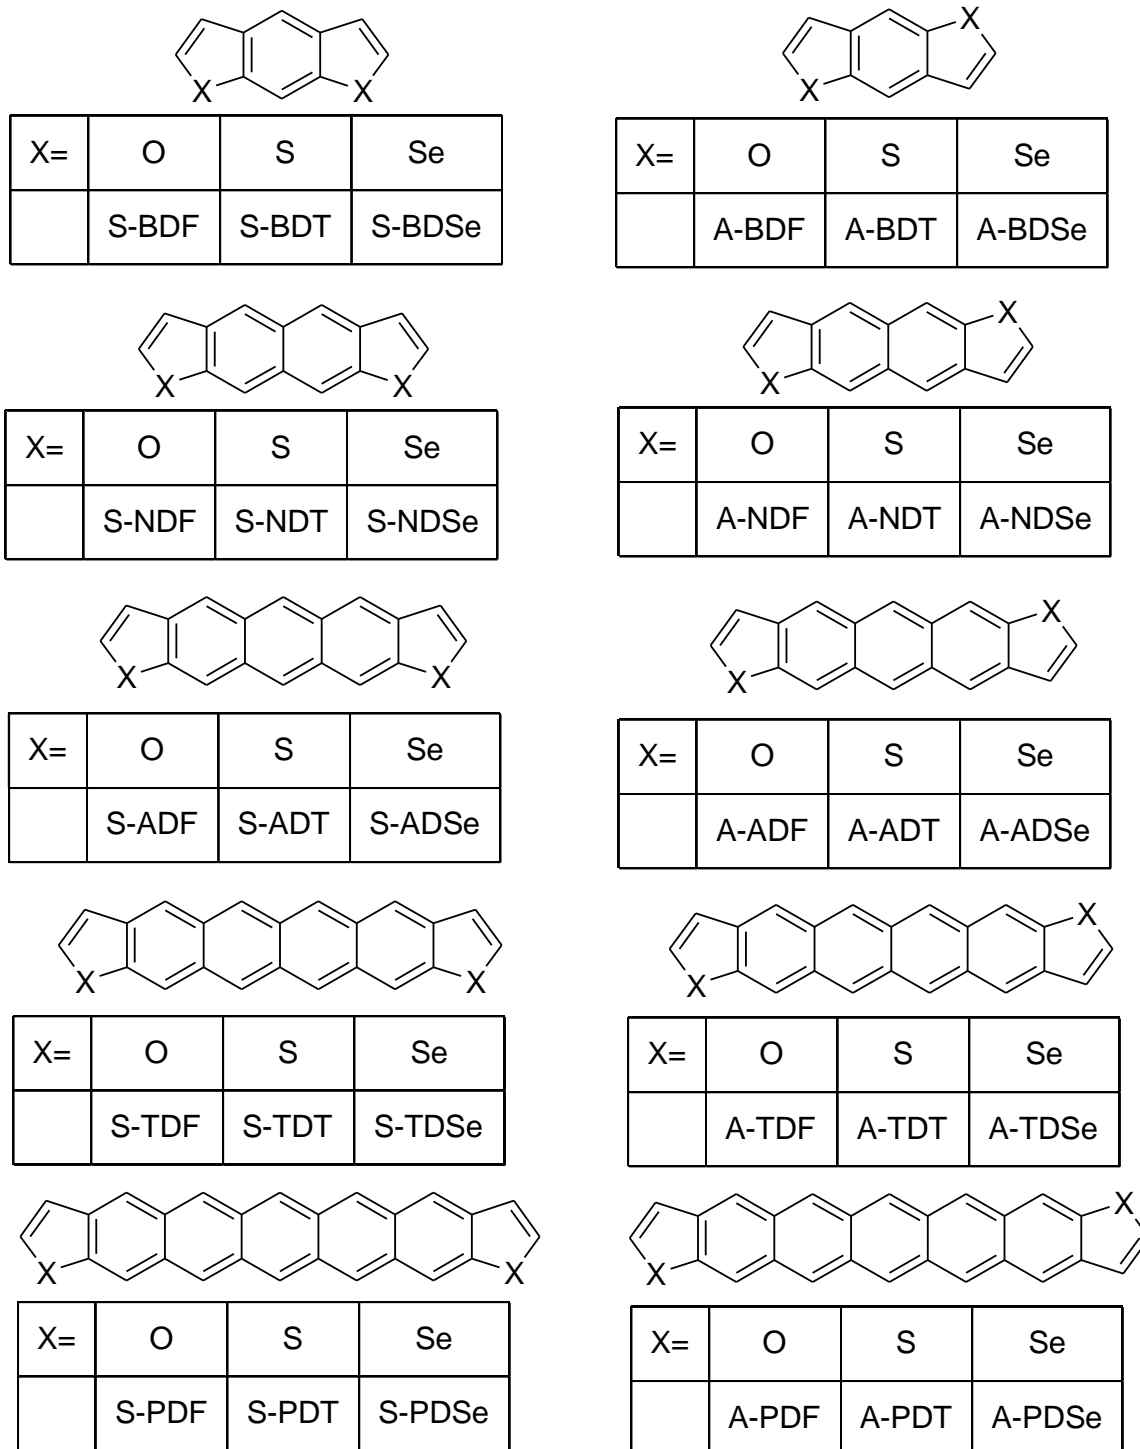 X
X X
X
X= O S Se
S-BDF S-BDT S-BDSe
X= O S Se
A-BDF A-BDT A-BDSe
X X
X
X
X= O S Se
S-NDF S-NDT S-NDSe
X= O S Se
A-NDF A-NDT A-NDSe
X X
X
X
X= O S Se
S-ADF S-ADT S-ADSe
X= O S Se
A-ADF A-ADT A-ADSe
X X
X
X
X= O S Se
S-TDF S-TDT S-TDSe
X= O S Se
A-TDF A-TDT A-TDSe
X X
X
X
X= O S Se
S-PDF S-PDT S-PDSe
X= O S Se
A-PDF A-PDT A-PDSe